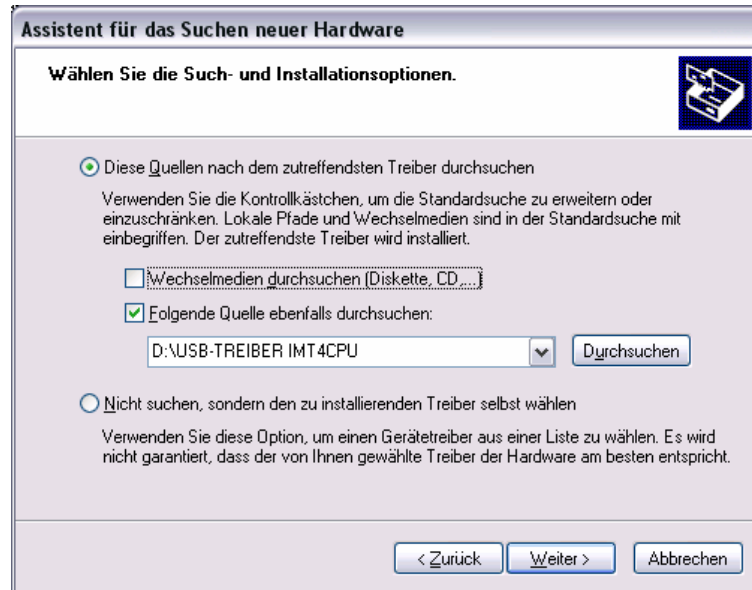 Assistent für das Suchen neuer Hardware
Wählen Sie die Such- und Installationsoptionen.
Diese Quellen nach dem zutreffendsten Treiber durchsuchen
Verwenden Sie die Kontrollkästchen, um die Standardsuche zu erweitern oder
einzuschränken. Lokale Pfade und Wechselmedien sind in der Standardsuche mit
einbegriffen. Der zutreffendste Treiber wird installiert.
Wechselmedien durchsuchen (Diskette, CD,...)
Folgende Quelle ebenfalls durchsuchen:
D:\USB-TREIBER IMT4CPU
Durchsuchen
Nicht suchen, sondern den zu installierenden Treiber selbst wählen
Verwenden Sie diese Option, um einen Gerätetreiber aus einer Liste zu wählen. Es wird
nicht garantiert, dass der von Ihnen gewählte Treiber der Hardware am besten entspricht.
< Zurück
Weiter >
Abbrechen